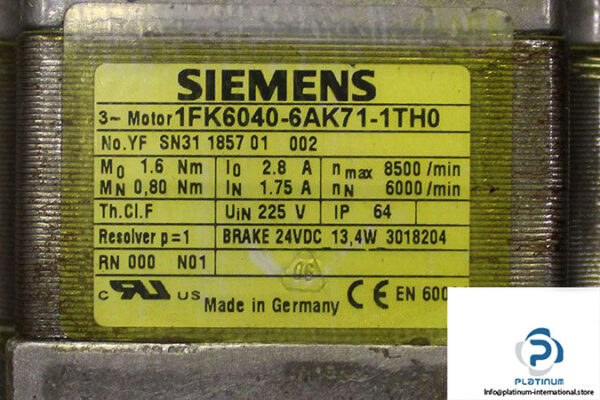 SIEMENS
3~ Motor 1FK6040-6AK71-1TH0
No.YF SN31 1857 01 002
M0 1.6 Nm I0 2.8 A n max 8500 /min
MN 0,80 Nm IN 1.75 A nN 6000/min
Th.Cl.F UiN 225 V IP 64
Resolver p=1 BRAKE 24VDC 13,4W 3018204
RN 000 N01
C RU US Made in Germany CE EN 600
PLATINUM
Info@platinum-international.store